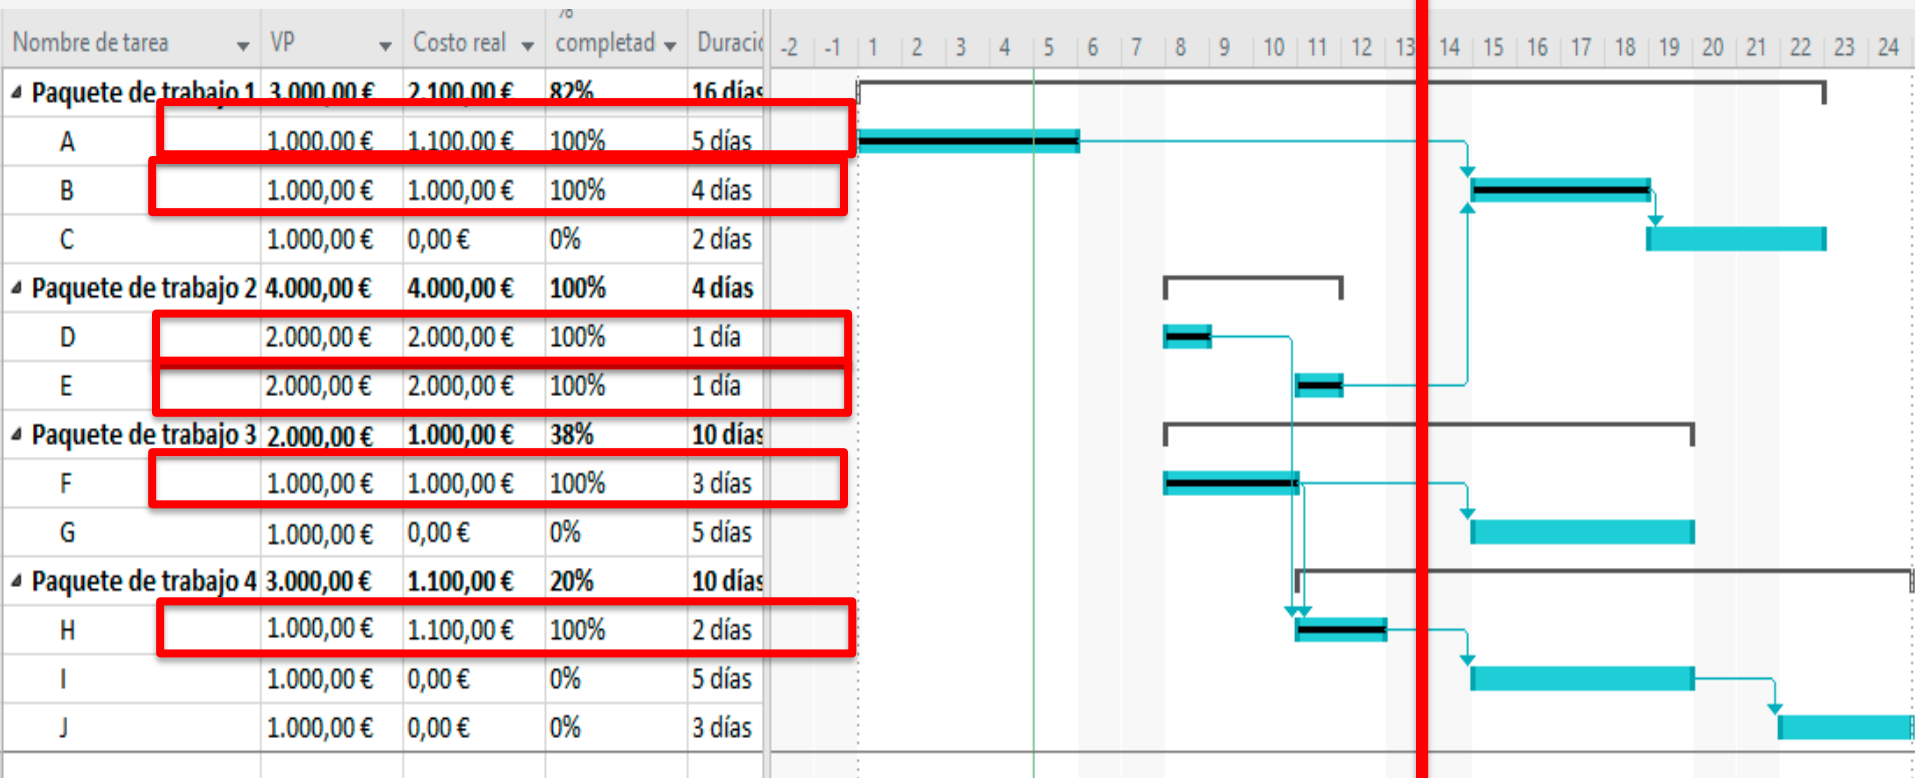 Nombre de tarea VP Costo real % completad Duració -2 -1 1 2 3 4 5 6 7 8 9 10 11 12 13 14 15 16 17 18 19 20 21 22 23 24
Paquete de trabajo 1 3.000,00 € 2.100,00 € 82% 16 días
A 1.000,00 € 1.100,00 € 100% 5 días
B 1.000,00 € 1.000,00 € 100% 4 días
C 1.000,00 € 0,00 € 0% 2 días
Paquete de trabajo 2 4.000,00 € 4.000,00 € 100% 4 días
D 2.000,00 € 2.000,00 € 100% 1 día
E 2.000,00 € 2.000,00 € 100% 1 día
Paquete de trabajo 3 2.000,00 € 1.000,00 € 38% 10 días
F 1.000,00 € 1.000,00 € 100% 3 días
G 1.000,00 € 0,00 € 0% 5 días
Paquete de trabajo 4 3.000,00 € 1.100,00 € 20% 10 días
H 1.000,00 € 1.100,00 € 100% 2 días
I 1.000,00 € 0,00 € 0% 5 días
J 1.000,00 € 0,00 € 0% 3 días